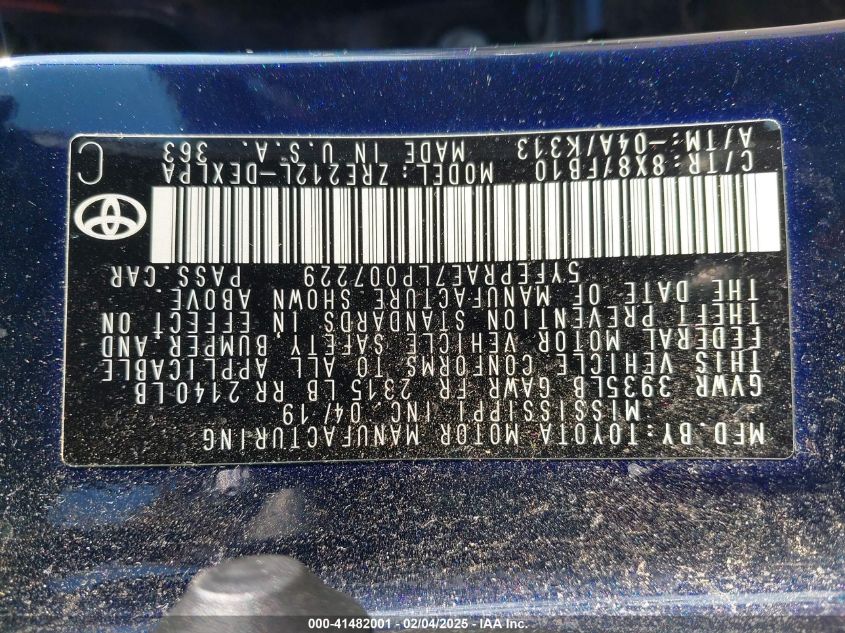 MFD.BY:TOYOTA MOTOR MANUFACTURING
MISSISSIPPI INC. 04/19
GVWR 3935LB GAWR FR 2315 LB RR 2140LB
THIS VEHICLE CONFORMS TO ALL APPLICABLE
FEDERAL MOTOR VEHICLE SAFETY, BUMPER,AND
THEFT PREVENTION STANDARDS IN EFFECT ON
THE DATE OF MANUFACTURE SHOWN ABOVE.
5YFEPRAE7LP007229 PASS.CAR
C/TR:8X8/FB10 MODEL:ZRE212L-DEXLPA
A/TM:-04A/K313 MADE IN U.S.A. 363
C
000-41482001 - 02/04/2025 - IAA Inc.